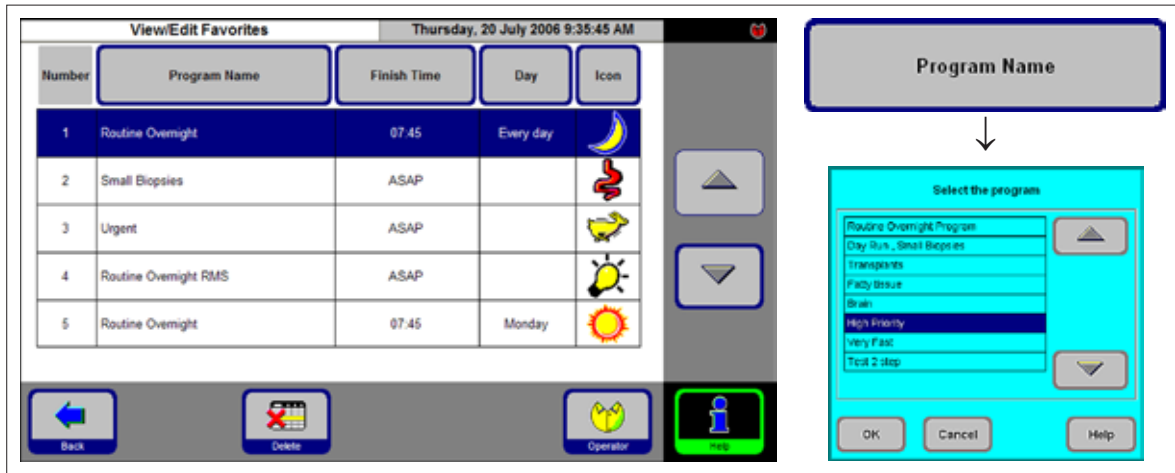 View/Edit Favorites Thursday, 20 July 2006 9:35:45 AM
Number Program Name Finish Time Day Icon
1 Routine Overnight 07:45 Every day
2 Small Biopsies ASAP
3 Urgent ASAP
4 Routine Overnight RMS ASAP
5 Routine Overnight 07:45 Monday
Back Delete Operator Help
Program Name
↓
Select the program
Routine Overnight Program
Day Run , Small Biopsies
Transplants
Fatty tissue
Brain
High Priority
Very Fast
Test 2 step
OK Cancel Help